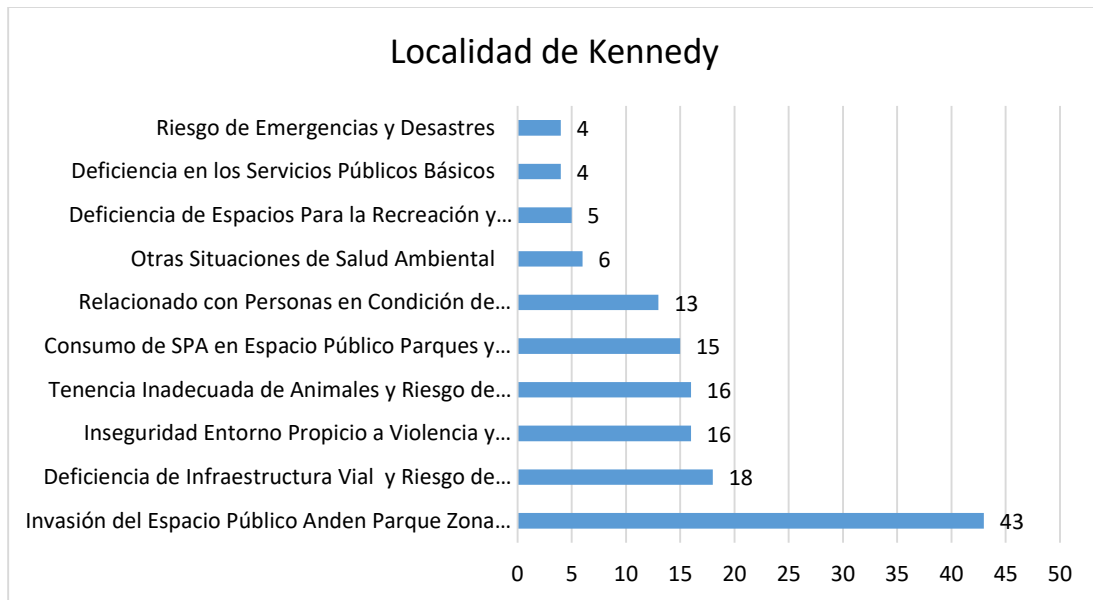 Localidad de Kennedy
Riesgo de Emergencias y Desastres 4
Deficiencia en los Servicios Públicos Básicos 4
Deficiencia de Espacios Para la Recreación y... 5
Otras Situaciones de Salud Ambiental 6
Relacionado con Personas en Condición de... 13
Consumo de SPA en Espacio Público Parques y... 15
Tenencia Inadecuada de Animales y Riesgo de... 16
Inseguridad Entorno Propicio a Violencia y... 16
Deficiencia de Infraestructura Vial  y Riesgo de... 18
Invasión del Espacio Público Anden Parque Zona... 43
0 5 10 15 20 25 30 35 40 45 50